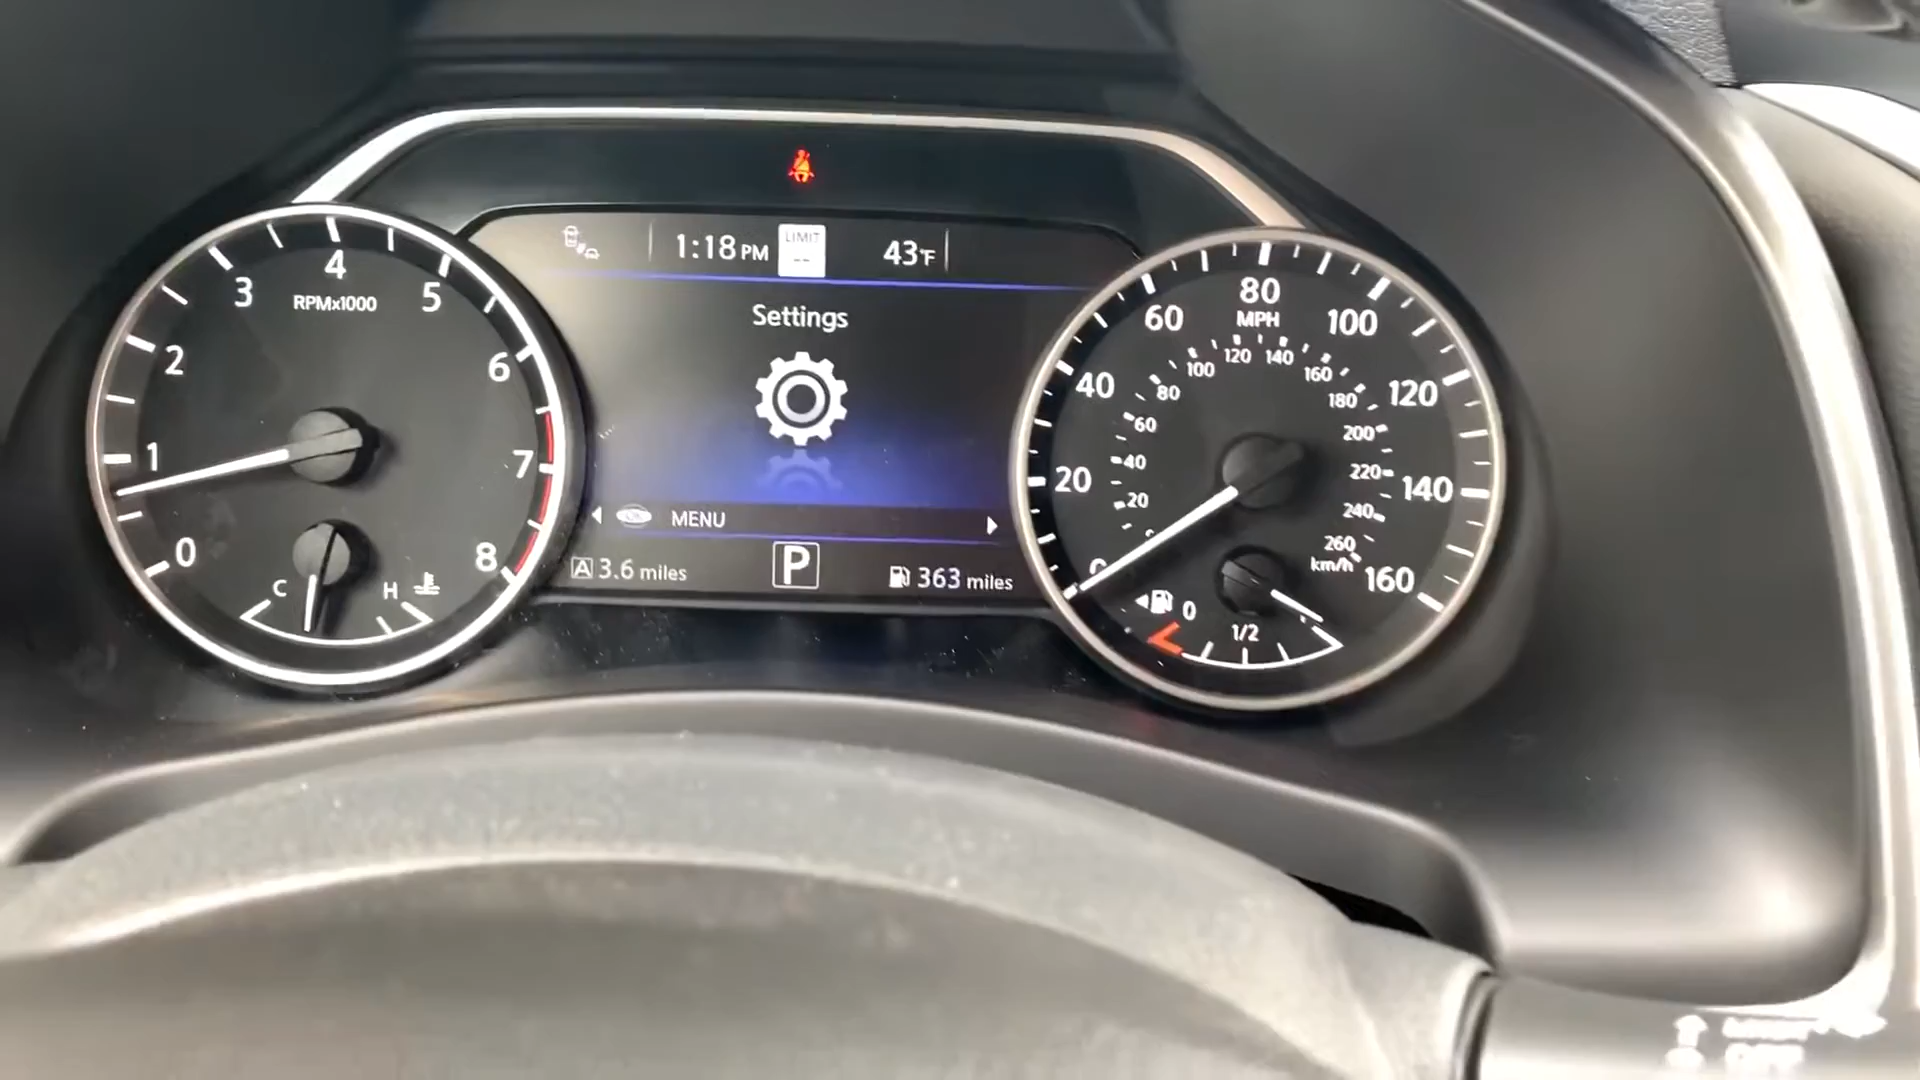 1:18 PM
LIMIT
--
43°F
Settings
MENU
A 3.6 miles
P
363 miles
0
1
2
3
4
5
6
7
8
RPMx1000
C
H
0
20
40
60
80
100
120
140
160
MPH
20
40
60
80
100
120
140
160
180
200
220
240
260
km/h
0
1/2